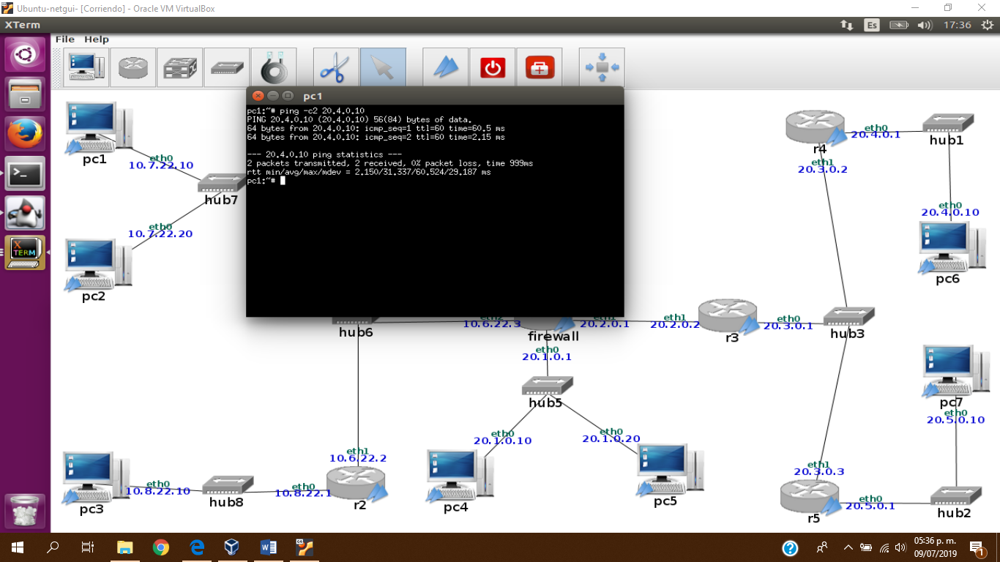 Ubuntu-netgui- [Corriendo] - Oracle VM VirtualBox
XTerm
Es
17:36
File Help
pc1
pc1:~# ping -c2 20.4.0.10
PING 20.4.0.10 (20.4.0.10) 56(84) bytes of data.
64 bytes from 20.4.0.10: icmp_seq=1 ttl=60 time=60.5 ms
64 bytes from 20.4.0.10: icmp_seq=2 ttl=60 time=2.15 ms
--- 20.4.0.10 ping statistics ---
2 packets transmitted, 2 received, 0% packet loss, time 999ms
rtt min/avg/max/mdev = 2.150/31.337/60.524/29.187 ms
pc1:~#
X
TERM
pc1
eth0
10.7.22.10
hub7
eth0
10.7.22.20
pc2
r4
eth0
20.4.0.1
hub1
eth1
20.3.0.2
eth0
20.4.0.10
pc6
hub6
eth2
10.6.22.3
firewall
eth1
20.2.0.1
eth1
20.2.0.2
r3
eth0
20.3.0.1
hub3
eth0
20.1.0.1
hub5
pc7
eth0
20.5.0.10
eth0
20.1.0.10
eth0
20.1.0.20
eth1
10.6.22.2
eth1
20.3.0.3
pc3
eth0
10.8.22.10
hub8
eth0
10.8.22.1
r2
pc4
pc5
r5
eth0
20.5.0.1
hub2
05:36 p. m.
09/07/2019
1